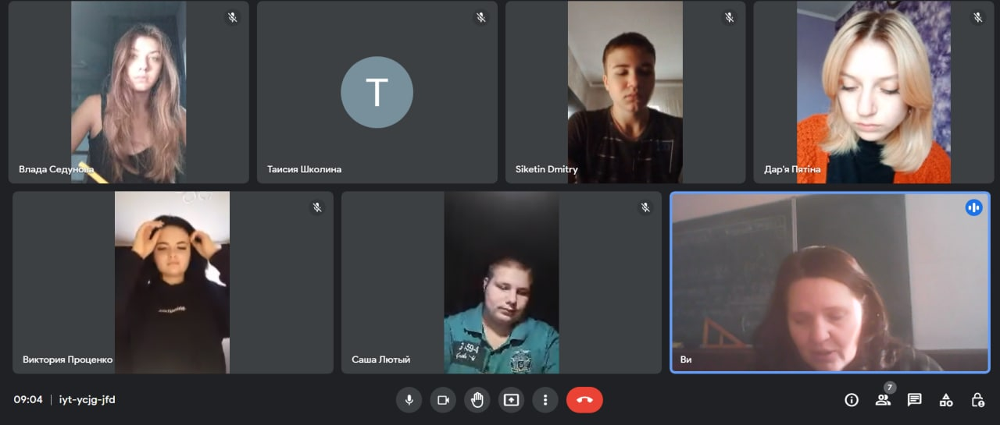 Влада Седунова
T
Таисия Школина
Siketin Dmitry
Дар'я Пятіна
Виктория Проценко
Саша Лютый
Ви
09:04 | iyt-ycjg-jfd
7